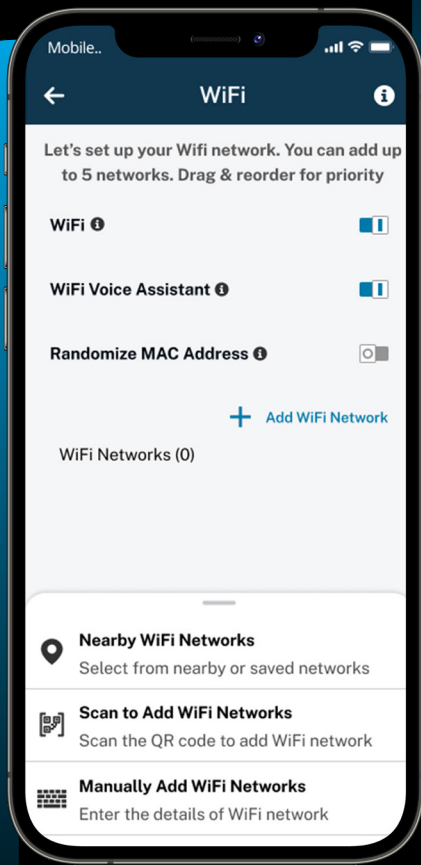 Mobile..
WiFi
Let's set up your Wifi network. You can add up
to 5 networks. Drag & reorder for priority
WiFi
WiFi Voice Assistant
Randomize MAC Address
Add WiFi Network
WiFi Networks (0)
Nearby WiFi Networks
Select from nearby or saved networks
Scan to Add WiFi Networks
Scan the QR code to add WiFi network
Manually Add WiFi Networks
Enter the details of WiFi network